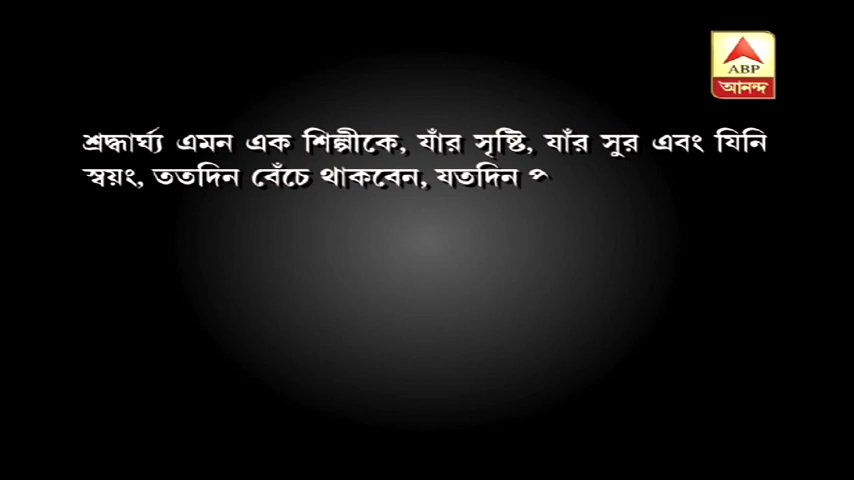 ABP
আনন্দ
শ্রদ্ধার্ঘ্য এমন এক শিল্পীকে, যাঁর সৃষ্টি, যাঁর সুর এবং যিনি
স্বয়ং, ততদিন বেঁচে থাকবেন, যতদিন